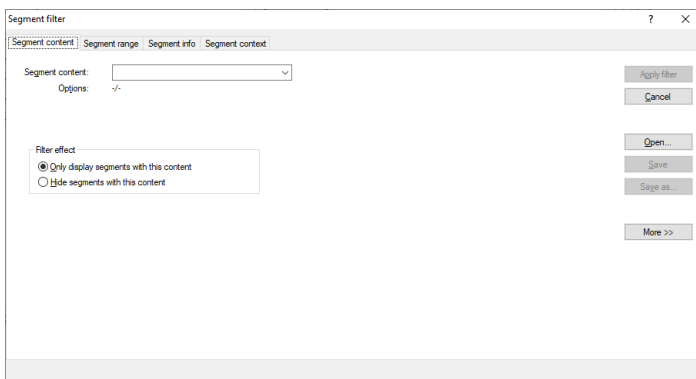 Segment filter
?
Segment content Segment range Segment info Segment context
Segment content:
Options: -/-
Filter effect
Only display segments with this content
Hide segments with this content
Apply filter
Cancel
Open...
Save
Save as...
More >>